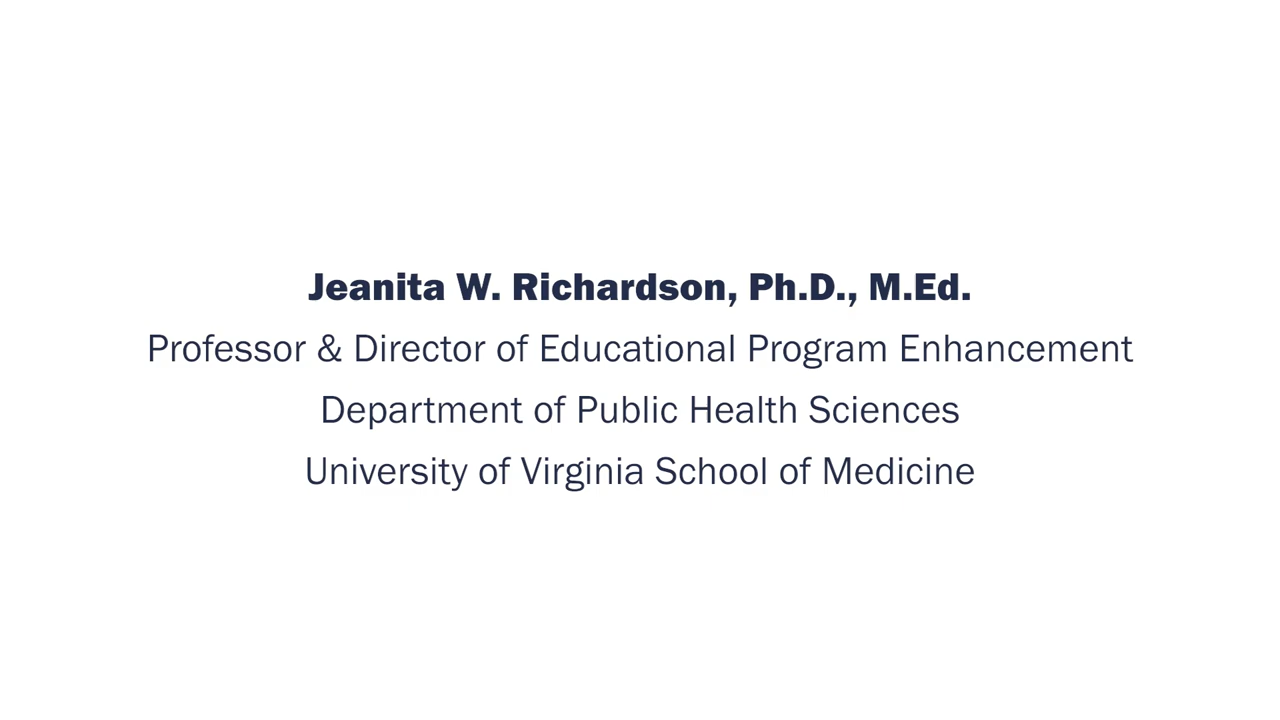 Jeanita W. Richardson, Ph.D., M.Ed.
Professor & Director of Educational Program Enhancement
Department of Public Health Sciences
University of Virginia School of Medicine